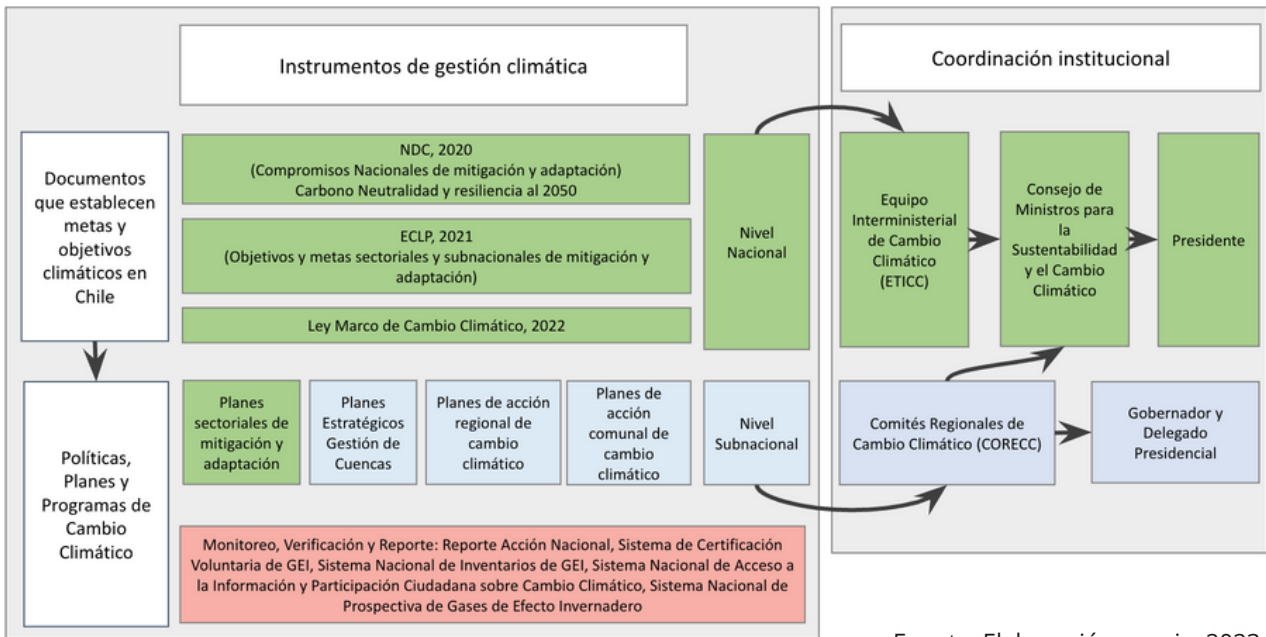 Instrumentos de gestión climática
Coordinación institucional
Documentos
que establecen
metas y
objetivos
climáticos en
Chile
NDC, 2020
(Compromisos Nacionales de mitigación y adaptación)
Carbono Neutralidad y resiliencia al 2050
ECLP, 2021
(Objetivos y metas sectoriales y subnacionales de mitigación y
adaptación)
Ley Marco de Cambio Climático, 2022
Nivel
Nacional
Equipo
Interministerial
de Cambio
Climático
(ETICC)
Consejo de
Ministros para
la
Sustentabilidad
y el Cambio
Climático
Presidente
Políticas,
Planes y
Programas de
Cambio
Climático
Planes
sectoriales de
mitigación y
adaptación
Planes
Estratégicos
Gestión de
Cuencas
Planes de acción
regional de
cambio
climático
Planes de
acción
comunal de
cambio
climático
Nivel
Subnacional
Comités Regionales de
Cambio Climático (CORECC)
Gobernador y
Delegado
Presidencial
Monitoreo, Verificación y Reporte: Reporte Acción Nacional, Sistema de Certificación
Voluntaria de GEI, Sistema Nacional de Inventarios de GEI, Sistema Nacional de Acceso a
la Información y Participación Ciudadana sobre Cambio Climático, Sistema Nacional de
Prospectiva de Gases de Efecto Invernadero